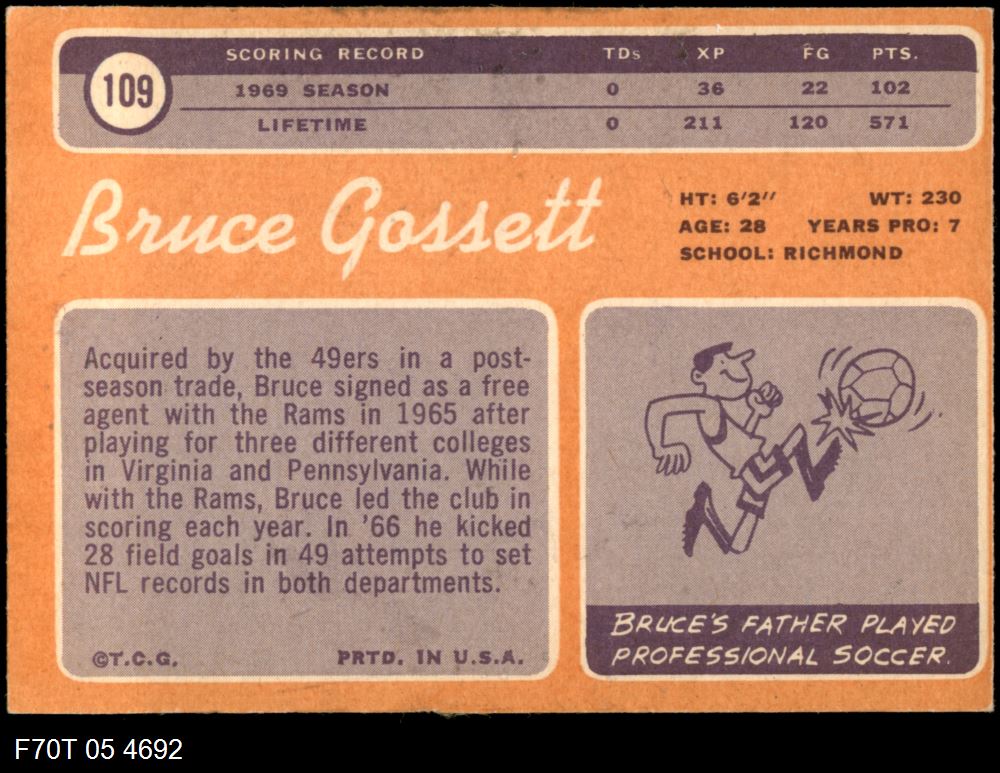 109
SCORING RECORD TDs XP FG PTS.
1969 SEASON 0 36 22 102
LIFETIME 0 211 120 571
Bruce Gossett
HT: 6'2" WT: 230
AGE: 28 YEARS PRO: 7
SCHOOL: RICHMOND
Acquired by the 49ers in a post-
season trade, Bruce signed as a free
agent with the Rams in 1965 after
playing for three different colleges
in Virginia and Pennsylvania. While
with the Rams, Bruce led the club in
scoring each year. In '66 he kicked
28 field goals in 49 attempts to set
NFL records in both departments.
©T.C.G. PRTD. IN U.S.A.
BRUCE'S FATHER PLAYED
PROFESSIONAL SOCCER.
F70T 05 4692